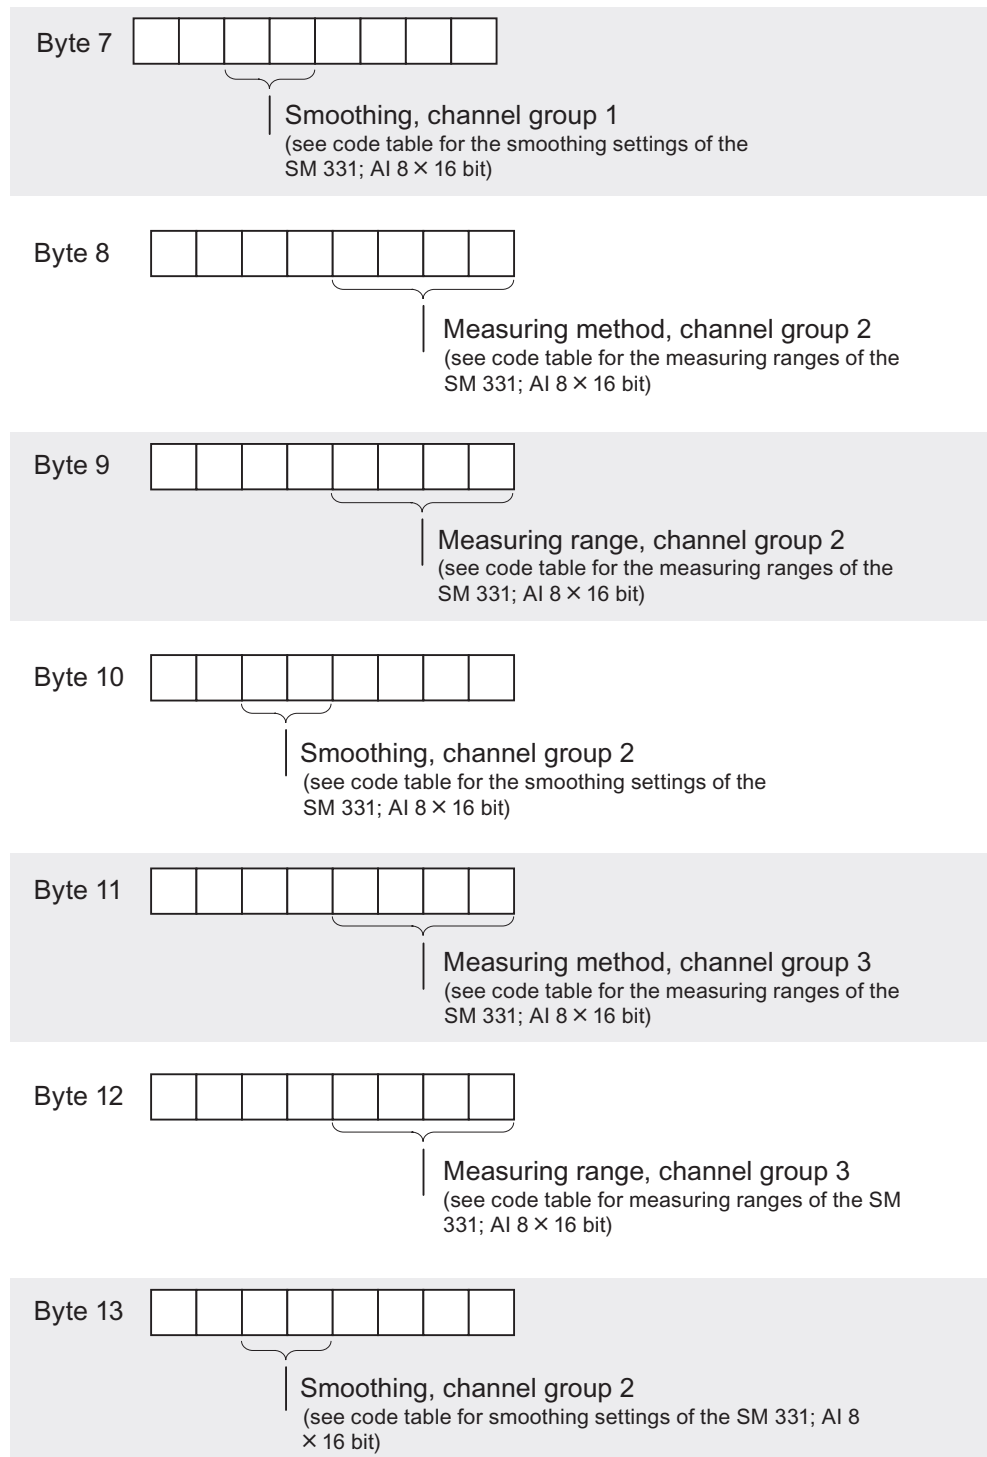 Byte 7
Smoothing, channel group 1
(see code table for the smoothing settings of the
SM 331; AI 8 × 16 bit)
Byte 8
Measuring method, channel group 2
(see code table for the measuring ranges of the
SM 331; AI 8 × 16 bit)
Byte 9
Measuring range, channel group 2
(see code table for the measuring ranges of the
SM 331; AI 8 × 16 bit)
Byte 10
Smoothing, channel group 2
(see code table for the smoothing settings of the
SM 331; AI 8 × 16 bit)
Byte 11
Measuring method, channel group 3
(see code table for the measuring ranges of the
SM 331; AI 8 × 16 bit)
Byte 12
Measuring range, channel group 3
(see code table for measuring ranges of the SM
331; AI 8 × 16 bit)
Byte 13
Smoothing, channel group 2
(see code table for smoothing settings of the SM 331; AI 8
× 16 bit)